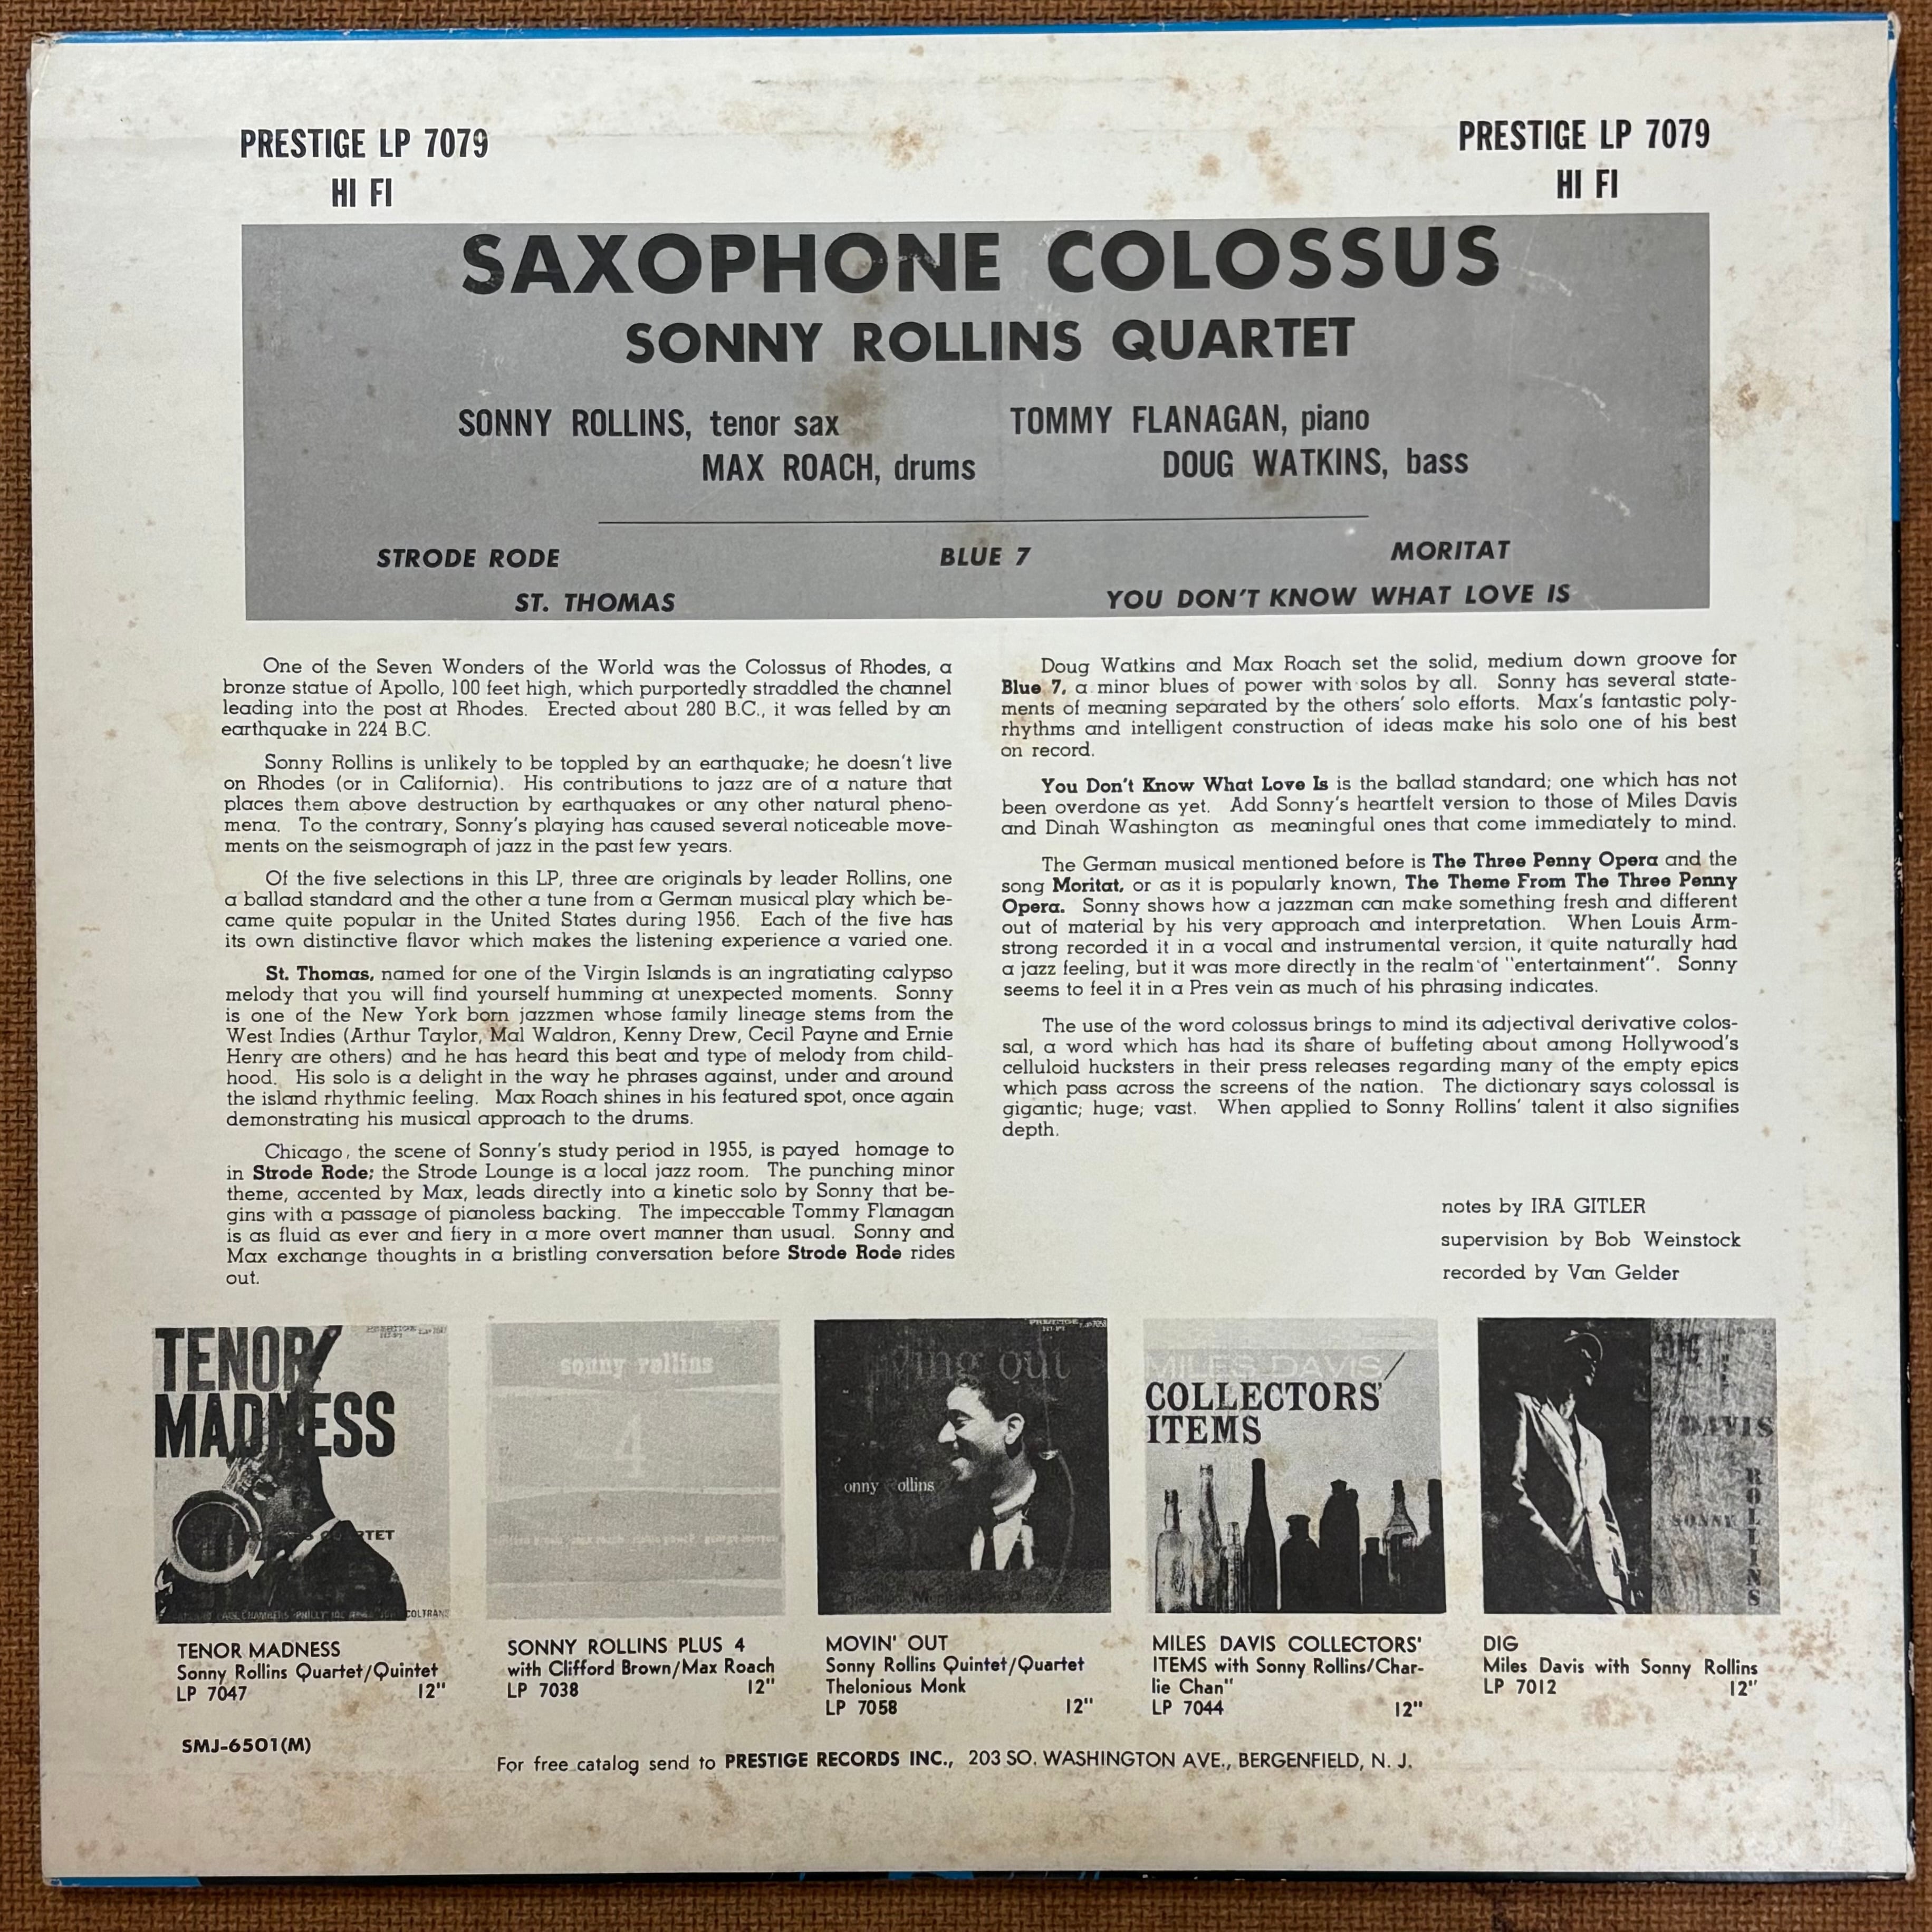 PRESTIGE LP 7079
HI FI
PRESTIGE LP 7079
HI FI
SAXOPHONE COLOSSUS
SONNY ROLLINS QUARTET
SONNY ROLLINS, tenor sax
TOMMY FLANAGAN, piano
MAX ROACH, drums
DOUG WATKINS, bass
STRODE RODE
BLUE 7
MORITAT
ST. THOMAS
YOU DON'T KNOW WHAT LOVE IS
One of the Seven Wonders of the World was the Colossus of Rhodes, a
bronze statue of Apollo, 100 feet high, which purportedly straddled the channel
leading into the post at Rhodes. Erected about 280 B.C., it was felled by an
earthquake in 224 B.C.
Sonny Rollins is unlikely to be toppled by an earthquake; he doesn't live
on Rhodes (or in California). His contributions to jazz are of a nature that
places them above destruction by earthquakes or any other natural pheno-
mena. To the contrary, Sonny's playing has caused several noticeable move-
ments on the seismograph of jazz in the past few years.
Of the five selections in this LP, three are originals by leader Rollins, one
a ballad standard and the other a tune from a German musical play which be-
came quite popular in the United States during 1956. Each of the five has
its own distinctive flavor which makes the listening experience a varied one.
St. Thomas, named for one of the Virgin Islands is an ingratiating calypso
melody that you will find yourself humming at unexpected moments. Sonny
is one of the New York born jazzmen whose family lineage stems from the
West Indies (Arthur Taylor, Mal Waldron, Kenny Drew, Cecil Payne and Ernie
Henry are others) and he has heard this beat and type of melody from child-
hood. His solo is a delight in the way he phrases against, under and around
the island rhythmic feeling. Max Roach shines in his featured spot, once again
demonstrating his musical approach to the drums.
Chicago, the scene of Sonny's study period in 1955, is payed homage to
in Strode Rode; the Strode Lounge is a local jazz room. The punching minor
theme, accented by Max, leads directly into a kinetic solo by Sonny that be-
gins with a passage of pianoless backing. The impeccable Tommy Flanagan
is as fluid as ever and fiery in a more overt manner than usual. Sonny and
Max exchange thoughts in a bristling conversation before Strode Rode rides
out.
Doug Watkins and Max Roach set the solid, medium down groove for
Blue 7, a minor blues of power with solos by all. Sonny has several state-
ments of meaning separated by the others' solo efforts. Max's fantastic poly-
rhythms and intelligent construction of ideas make his solo one of his best
on record.
You Don't Know What Love Is is the ballad standard; one which has not
been overdone as yet. Add Sonny's heartfelt version to those of Miles Davis
and Dinah Washington as meaningful ones that come immediately to mind.
The German musical mentioned before is The Three Penny Opera and the
song Moritat, or as it is popularly known, The Theme From The Three Penny
Opera. Sonny shows how a jazzman can make something fresh and different
out of material by his very approach and interpretation. When Louis Arm-
strong recorded it in a vocal and instrumental version, it quite naturally had
a jazz feeling, but it was more directly in the realm of "entertainment". Sonny
seems to feel it in a Pres vein as much of his phrasing indicates.
The use of the word colossus brings to mind its adjectival derivative colos-
sal, a word which has had its share of buffeting about among Hollywood's
celluloid hucksters in their press releases regarding many of the empty epics
which pass across the screens of the nation. The dictionary says colossal is
gigantic; huge; vast. When applied to Sonny Rollins' talent it also signifies
depth.
notes by IRA GITLER
supervision by Bob Weinstock
recorded by Van Gelder
TENOR
MADNESS
sonny rollins
4
ving out
onny ollins
MILES DAVIS
COLLECTORS'
ITEMS
DAVIS
SONNY
ROLLINS
TENOR MADNESS
Sonny Rollins Quartet/Quintet
LP 7047 12"
SONNY ROLLINS PLUS 4
with Clifford Brown/Max Roach
LP 7038 12"
MOVIN' OUT
Sonny Rollins Quintet/Quartet
Thelonious Monk
LP 7058 12"
MILES DAVIS COLLECTORS'
ITEMS with Sonny Rollins/Char-
lie Chan"
LP 7044 12"
DIG
Miles Davis with Sonny Rollins
LP 7012 12"
SMJ-6501(M)
For free catalog send to PRESTIGE RECORDS INC., 203 SO. WASHINGTON AVE., BERGENFIELD, N. J.